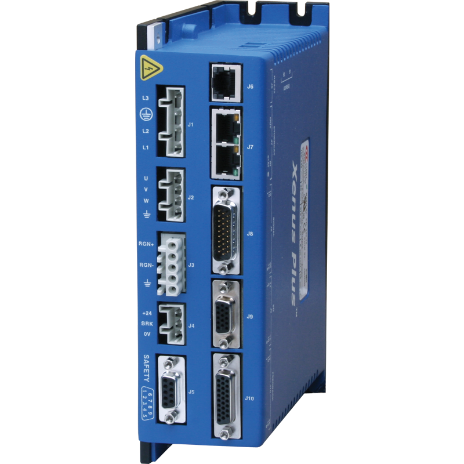 L3
L2
L1
J1
U
V
W
J2
RGN+
RGN-
J3
+24
BRK
0V
J4
SAFETY
J5
J6
J7
J8
J9
J10
Xenus Plus